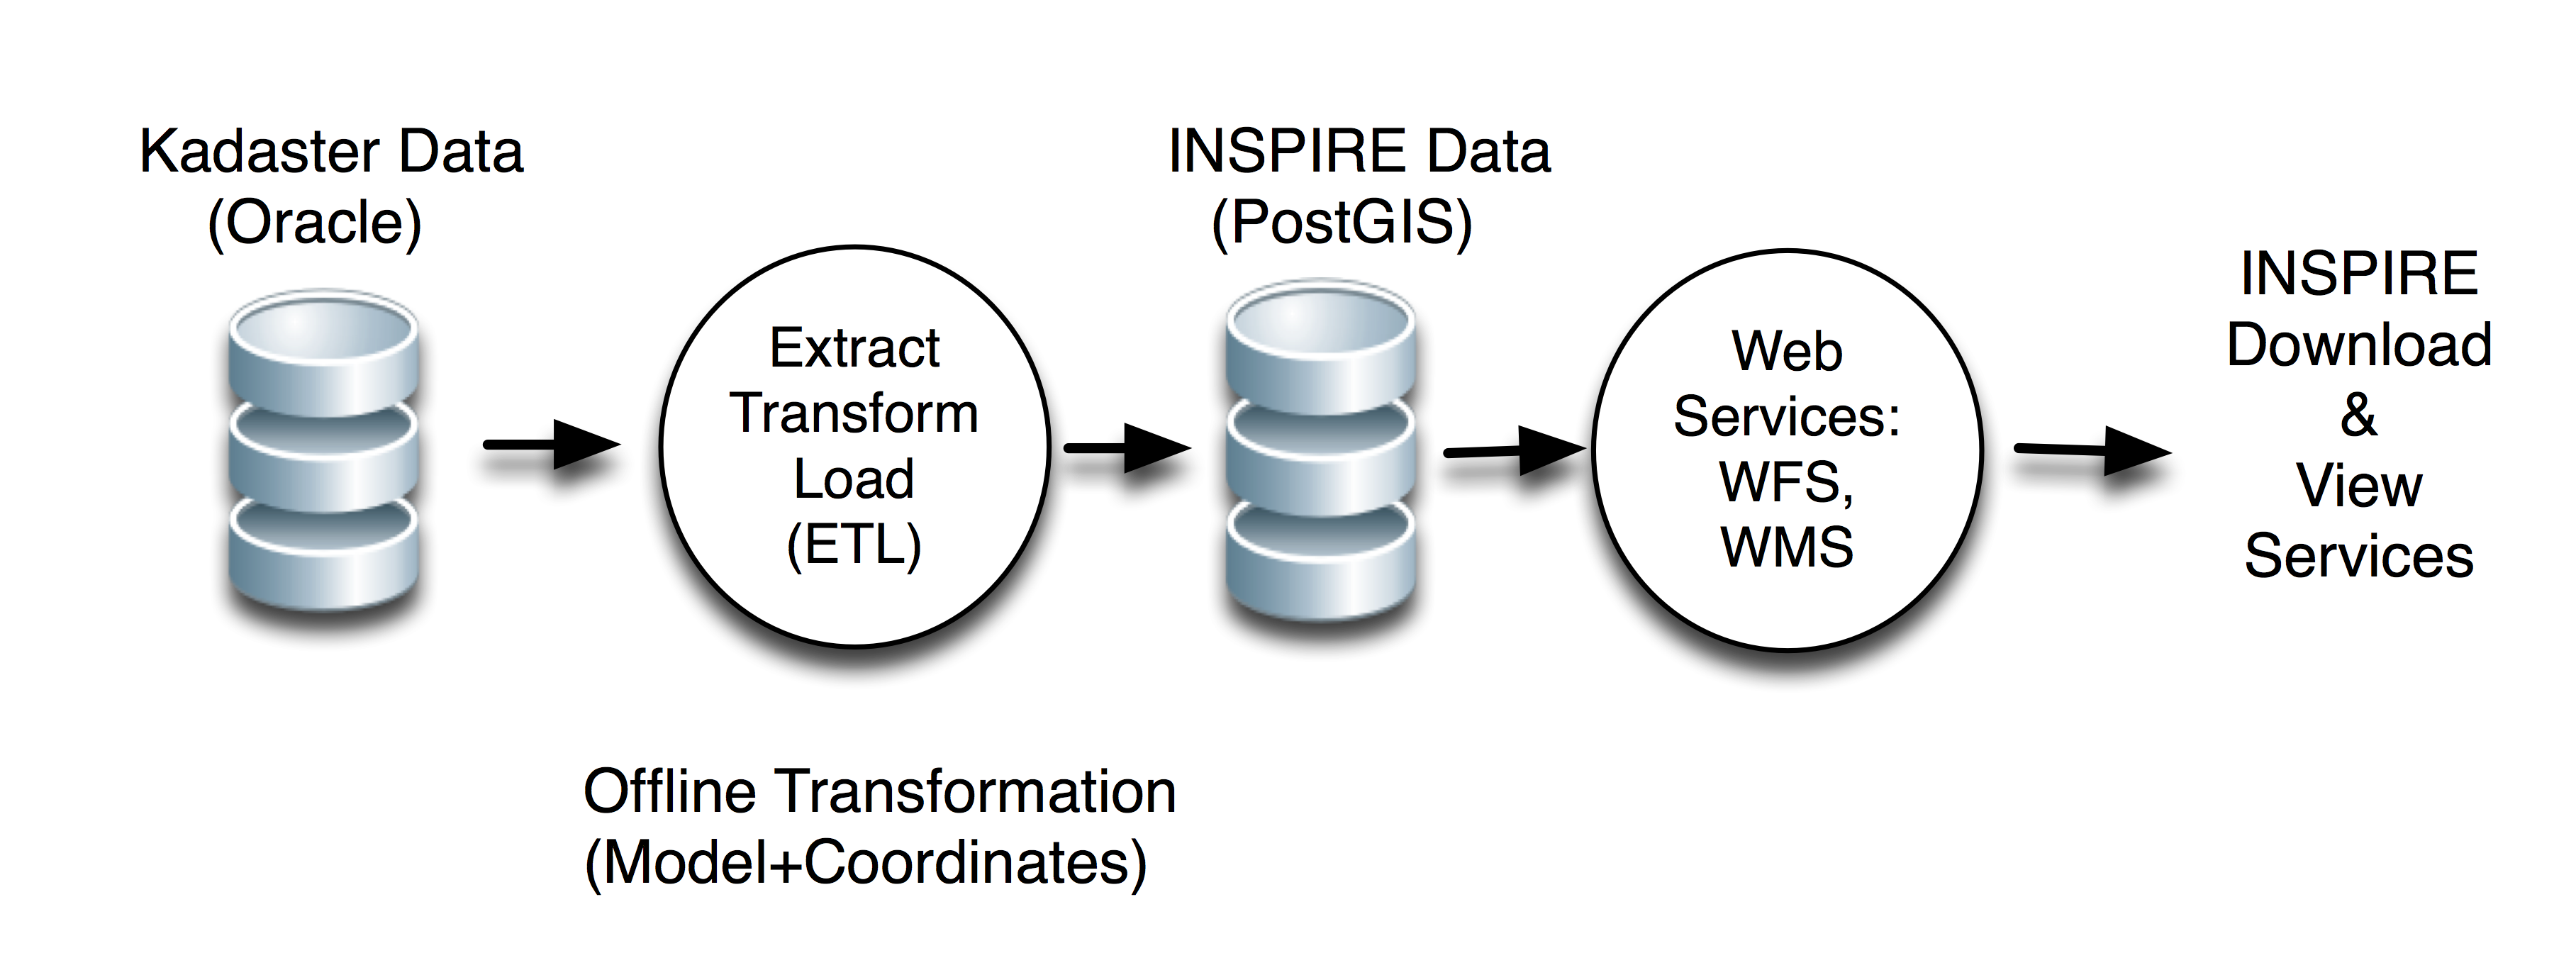 Kadaster Data
(Oracle)
Extract
Transform
Load
(ETL)
Offline Transformation
(Model+Coordinates)
INSPIRE Data
(PostGIS)
Web
Services:
WFS,
WMS
INSPIRE
Download
&
View
Services